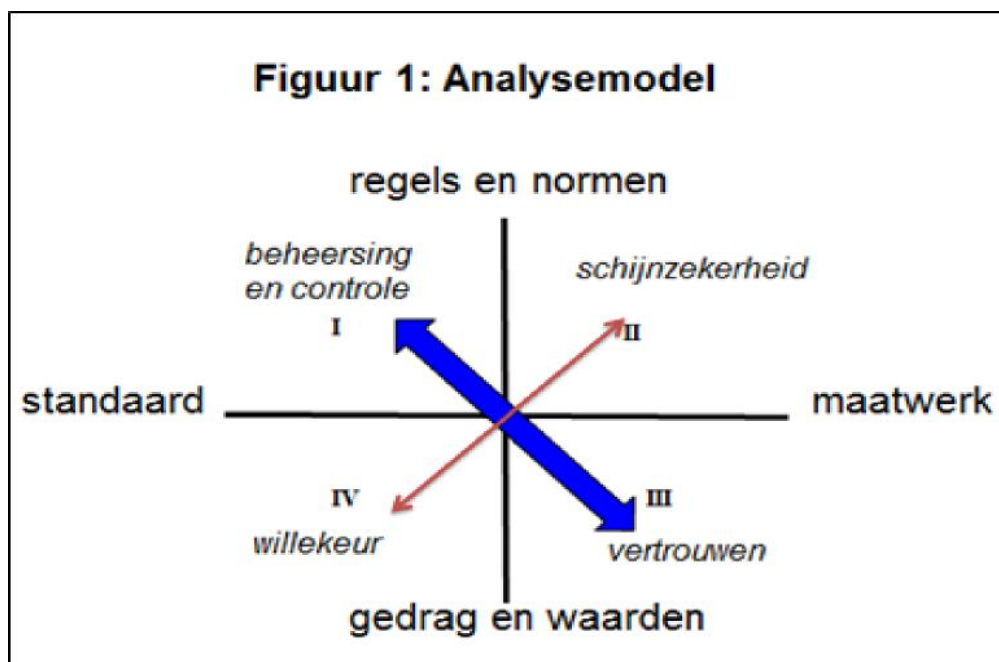 Figuur 1: Analysemodel
regels en normen
beheersing
en controle
schijnzekerheid
I
II
standaard
maatwerk
IV
III
willekeur
vertrouwen
gedrag en waarden